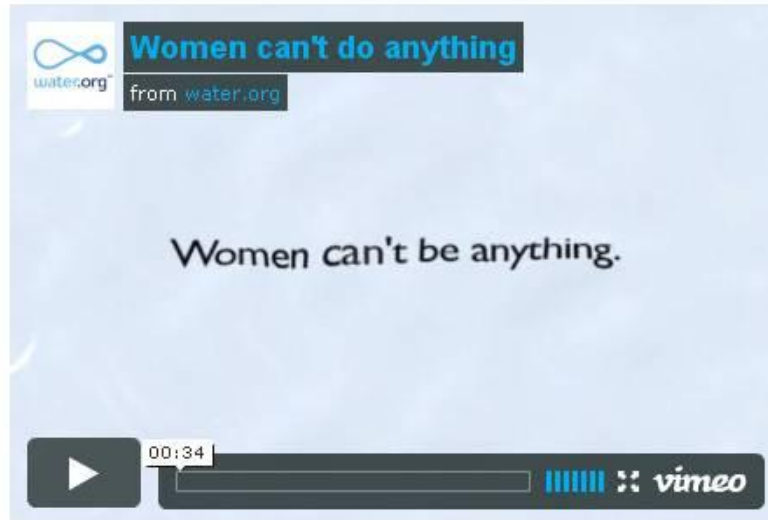 Women can't do anything
water.org
from water.org
Women can't be anything.
00:34
vimeo